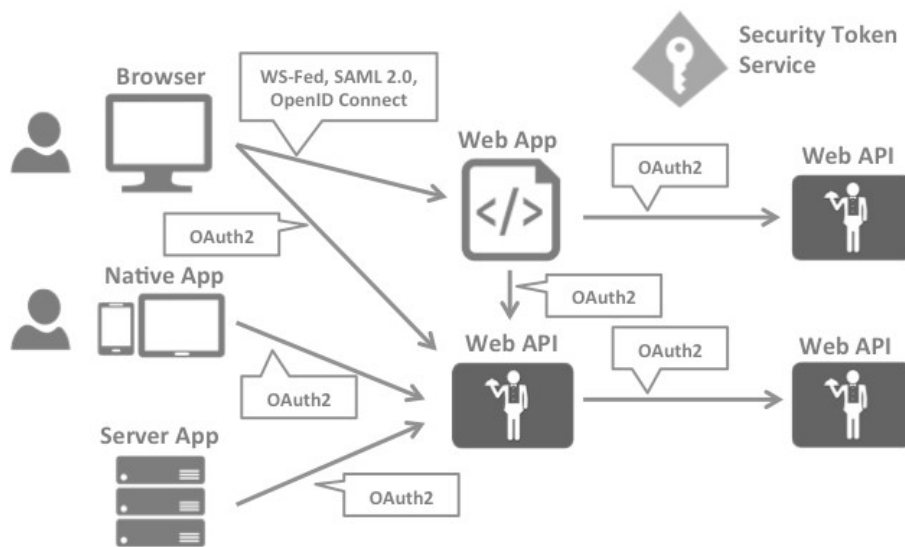 Security Token
Service
Browser
WS-Fed, SAML 2.0,
OpenID Connect
Web App
OAuth2
Web API
OAuth2
Native App
OAuth2
Web API
OAuth2
Web API
OAuth2
Server App
OAuth2